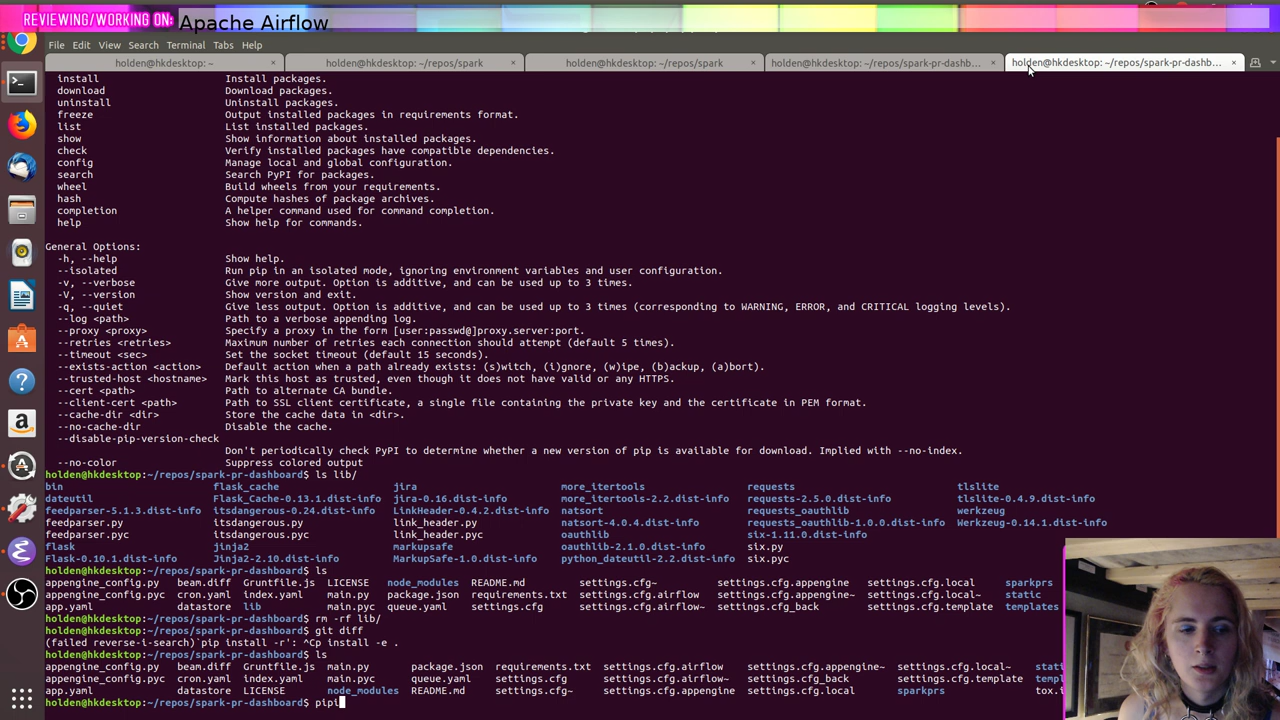 REVIEWING/WORKING ON: Apache Airflow
File Edit View Search Terminal Tabs Help
holden@hkdesktop: ~ × holden@hkdesktop: ~/repos/spark × holden@hkdesktop: ~/repos/spark × holden@hkdesktop: ~/repos/spark-pr-dashb... × holden@hkdesktop: ~/repos/spark-pr-dashb... ×
install Install packages.
download Download packages.
uninstall Uninstall packages.
freeze Output installed packages in requirements format.
list List installed packages.
show Show information about installed packages.
check Verify installed packages have compatible dependencies.
config Manage local and global configuration.
search Search PyPI for packages.
wheel Build wheels from your requirements.
hash Compute hashes of package archives.
completion A helper command used for command completion.
help Show help for commands.
General Options:
-h, --help Show help.
--isolated Run pip in an isolated mode, ignoring environment variables and user configuration.
-v, --verbose Give more output. Option is additive, and can be used up to 3 times.
-V, --version Show version and exit.
-q, --quiet Give less output. Option is additive, and can be used up to 3 times (corresponding to WARNING, ERROR, and CRITICAL logging levels).
--log <path> Path to a verbose appending log.
--proxy <proxy> Specify a proxy in the form [user:passwd@]proxy.server:port.
--retries <retries> Maximum number of retries each connection should attempt (default 5 times).
--timeout <sec> Set the socket timeout (default 15 seconds).
--exists-action <action> Default action when a path already exists: (s)witch, (i)gnore, (w)ipe, (b)ackup, (a)bort).
--trusted-host <hostname> Mark this host as trusted, even though it does not have valid or any HTTPS.
--cert <path> Path to alternate CA bundle.
--client-cert <path> Path to SSL client certificate, a single file containing the private key and the certificate in PEM format.
--cache-dir <dir> Store the cache data in <dir>.
--no-cache-dir Disable the cache.
--disable-pip-version-check
Don't periodically check PyPI to determine whether a new version of pip is available for download. Implied with --no-index.
--no-color Suppress colored output
holden@hkdesktop:~/repos/spark-pr-dashboard$ ls lib/
bin flask_cache jira more_itertools requests tlslite
dateutil Flask_Cache-0.13.1.dist-info jira-0.16.dist-info more_itertools-2.2.dist-info requests-2.5.0.dist-info tlslite-0.4.9.dist-info
feedparser-5.1.3.dist-info itsdangerous-0.24.dist-info LinkHeader-0.4.2.dist-info natsort requests_oauthlib werkzeug
feedparser.py itsdangerous.py link_header.py natsort-4.0.4.dist-info requests_oauthlib-1.0.0.dist-info Werkzeug-0.14.1.dist-info
feedparser.pyc itsdangerous.pyc link_header.pyc oauthlib six-1.11.0.dist-info
flask jinja2 markupsafe oauthlib-2.1.0.dist-info six.py
Flask-0.10.1.dist-info Jinja2-2.10.dist-info MarkupSafe-1.0.dist-info python_dateutil-2.2.dist-info six.pyc
holden@hkdesktop:~/repos/spark-pr-dashboard$ ls
appengine_config.py beam.diff Gruntfile.js LICENSE node_modules README.md settings.cfg~ settings.cfg.appengine settings.cfg.local sparkprs
appengine_config.pyc cron.yaml index.yaml main.py package.json requirements.txt settings.cfg.airflow settings.cfg.appengine~ settings.cfg.local~ static
app.yaml datastore lib main.pyc queue.yaml settings.cfg settings.cfg.airflow~ settings.cfg_back settings.cfg.template templates
holden@hkdesktop:~/repos/spark-pr-dashboard$ rm -rf lib/
holden@hkdesktop:~/repos/spark-pr-dashboard$ git diff
(failed reverse-i-search)`pip install -r': ^Cp install -e .
holden@hkdesktop:~/repos/spark-pr-dashboard$ ls
appengine_config.py beam.diff Gruntfile.js main.py package.json requirements.txt settings.cfg.airflow settings.cfg.appengine~ settings.cfg.local~
appengine_config.pyc cron.yaml index.yaml main.pyc queue.yaml settings.cfg settings.cfg.airflow~ settings.cfg_back settings.cfg.template
app.yaml datastore LICENSE node_modules README.md settings.cfg~ settings.cfg.appengine settings.cfg.local sparkprs
holden@hkdesktop:~/repos/spark-pr-dashboard$ pipi